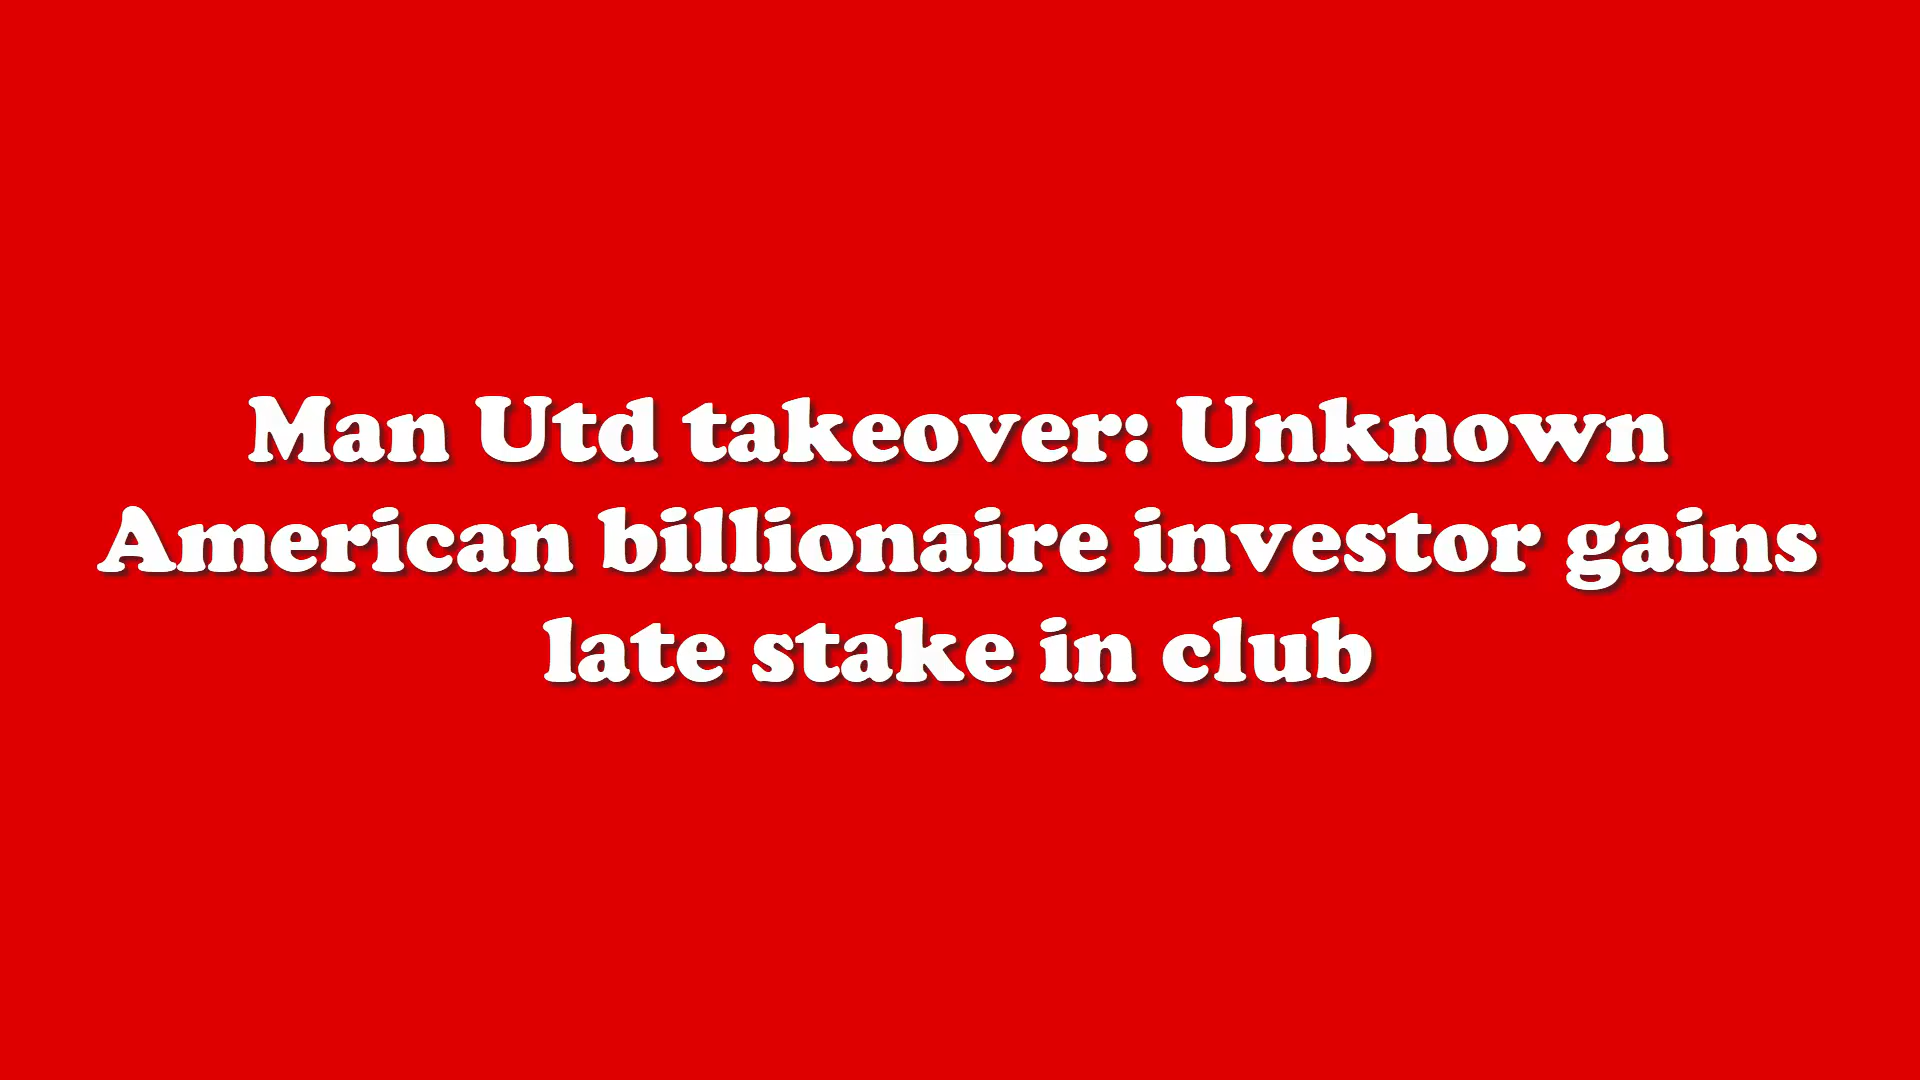 Man Utd takeover: Unknown
American billionaire investor gains
late stake in club